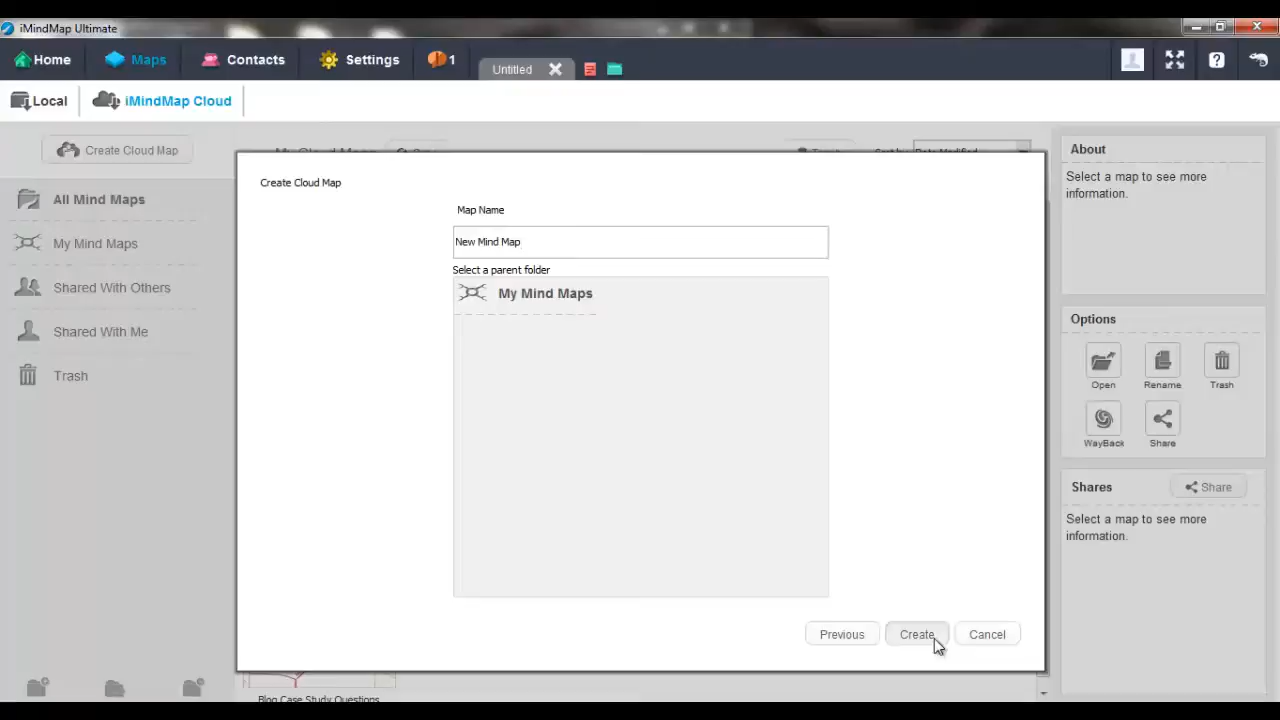 iMindMap Ultimate
Home
Maps
Contacts
Settings
1
Untitled
?
Local
iMindMap Cloud
Create Cloud Map
All Mind Maps
My Mind Maps
Shared With Others
Shared With Me
Trash
Create Cloud Map
Map Name
New Mind Map
Select a parent folder
My Mind Maps
Previous
Create
Cancel
Blog Case Study Questions
About
Select a map to see more
information.
Options
Open
Rename
Trash
WayBack
Share
Shares
Share
Select a map to see more
information.